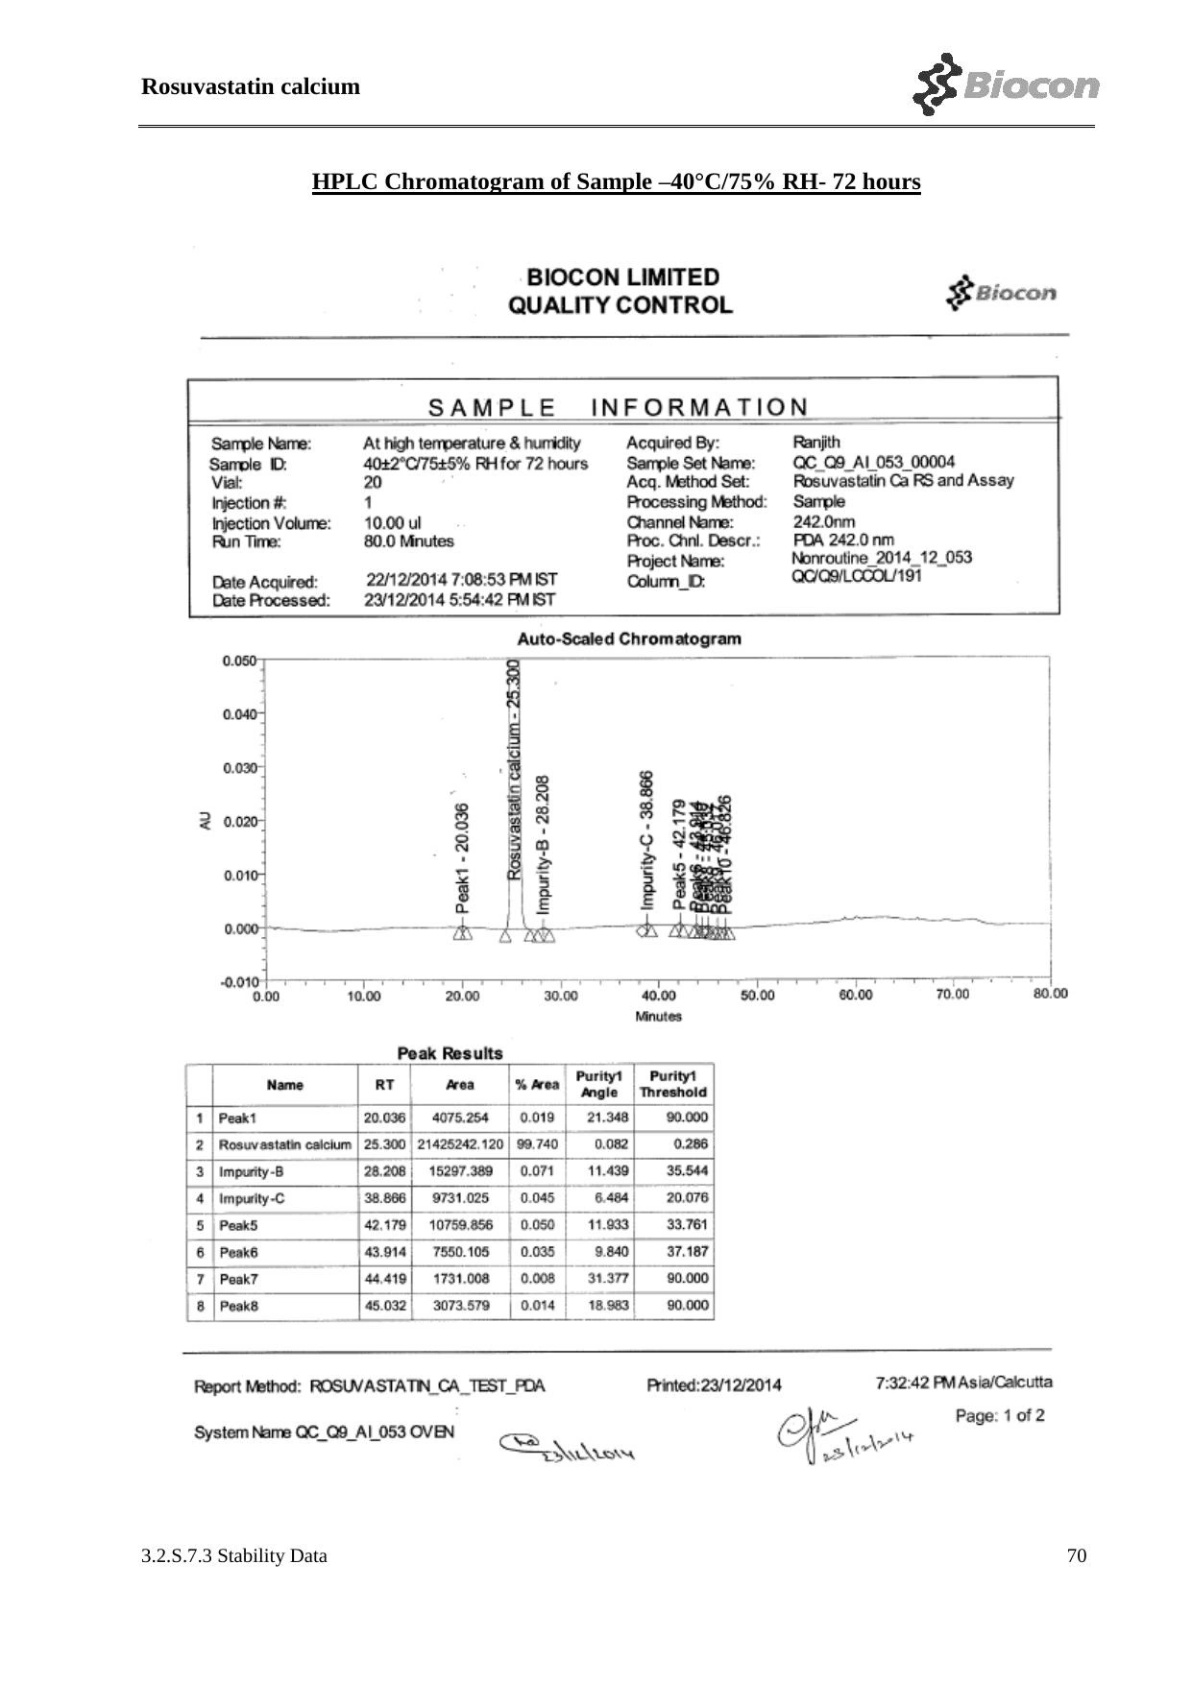 Rosuvastatin calcium
Biocon
HPLC Chromatogram of Sample –40°C/75% RH- 72 hours
BIOCON LIMITED
QUALITY CONTROL
Biocon
SAMPLE INFORMATION
Sample Name: At high temperature & humidity Acquired By: Ranjith
Sample ID: 40±2°C/75±5% RH for 72 hours Sample Set Name: QC_Q9_AI_053_00004
Vial: 20 Acq. Method Set: Rosuvastatin Ca RS and Assay
Injection #: 1 Processing Method: Sample
Injection Volume: 10.00 ul Channel Name: 242.0nm
Run Time: 80.0 Minutes Proc. Chnl. Descr.: PDA 242.0 nm
Project Name: Nonroutine_2014_12_053
Date Acquired: 22/12/2014 7:08:53 PM IST Column_ID: QC/Q9/LCCOL/191
Date Processed: 23/12/2014 5:54:42 PM IST
Auto-Scaled Chromatogram
0.050
0.040
0.030
0.020
0.010
0.000
-0.010
AU
Peak1 - 20.036
Rosuvastatin calcium - 25.300
Impurity-B - 28.208
Impurity-C - 38.866
Peak5 - 42.179
Peak10 - 46.826
0.00 10.00 20.00 30.00 40.00 50.00 60.00 70.00 80.00
Minutes
Peak Results
Name RT Area % Area Purity1 Angle Purity1 Threshold
1 Peak1 20.036 4075.254 0.019 21.348 90.000
2 Rosuvastatin calcium 25.300 21425242.120 99.740 0.082 0.286
3 Impurity-B 28.208 15297.389 0.071 11.439 35.544
4 Impurity-C 38.866 9731.025 0.045 6.484 20.076
5 Peak5 42.179 10759.856 0.050 11.933 33.761
6 Peak6 43.914 7550.105 0.035 9.840 37.187
7 Peak7 44.419 1731.008 0.008 31.377 90.000
8 Peak8 45.032 3073.579 0.014 18.983 90.000
Report Method: ROSUVASTATIN_CA_TEST_PDA Printed:23/12/2014 7:32:42 PM Asia/Calcutta
Page: 1 of 2
System Name QC_Q9_AI_053 OVEN
23/12/2014
23/12/2014
3.2.S.7.3 Stability Data 70